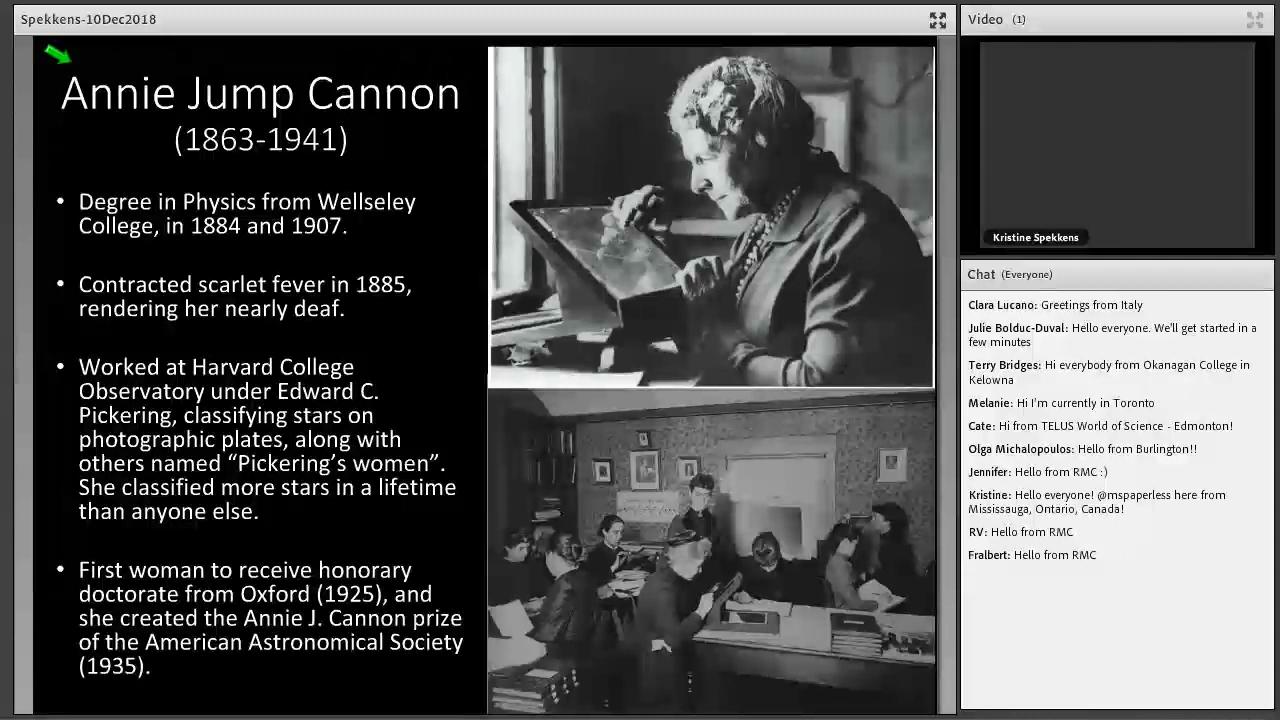 Spekkens-10Dec2018
Annie Jump Cannon
(1863-1941)
• Degree in Physics from Wellseley
College, in 1884 and 1907.
• Contracted scarlet fever in 1885,
rendering her nearly deaf.
• Worked at Harvard College
Observatory under Edward C.
Pickering, classifying stars on
photographic plates, along with
others named “Pickering’s women”.
She classified more stars in a lifetime
than anyone else.
• First woman to receive honorary
doctorate from Oxford (1925), and
she created the Annie J. Cannon prize
of the American Astronomical Society
(1935).
Video (1)
Kristine Spekkens
Chat (Everyone)
Clara Lucano: Greetings from Italy
Julie Bolduc-Duval: Hello everyone. We'll get started in a
few minutes
Terry Bridges: Hi everybody from Okanagan College in
Kelowna
Melanie: Hi I'm currently in Toronto
Cate: Hi from TELUS World of Science - Edmonton!
Olga Michalopoulos: Hello from Burlington!!
Jennifer: Hello from RMC :)
Kristine: Hello everyone! @mspaperless here from
Mississauga, Ontario, Canada!
RV: Hello from RMC
Fralbert: Hello from RMC